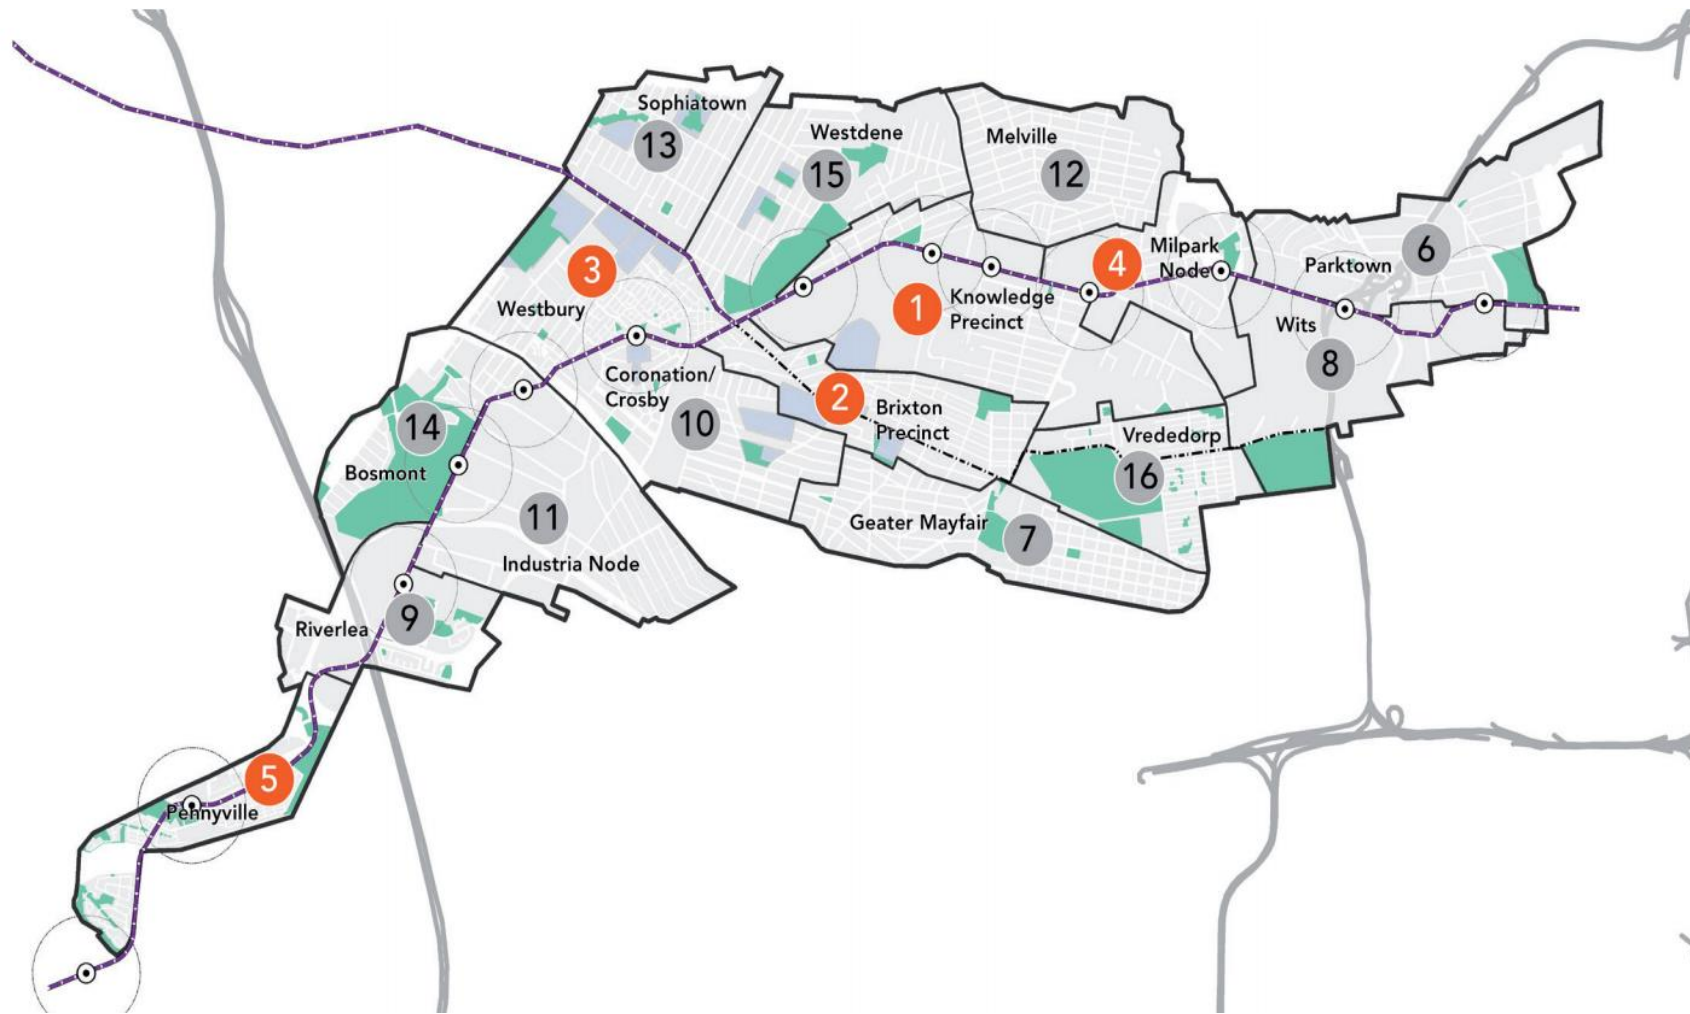 Sophiatown
13
Westdene
15
Melville
12
3
Westbury
4
Milpark
Node
6
Parktown
1
Knowledge
Precinct
Wits
8
Coronation/
Crosby
10
2
Brixton
Precinct
14
Bosmont
Vrededorp
16
11
Industria Node
Geater Mayfair
7
9
Riverlea
5
Pennyville